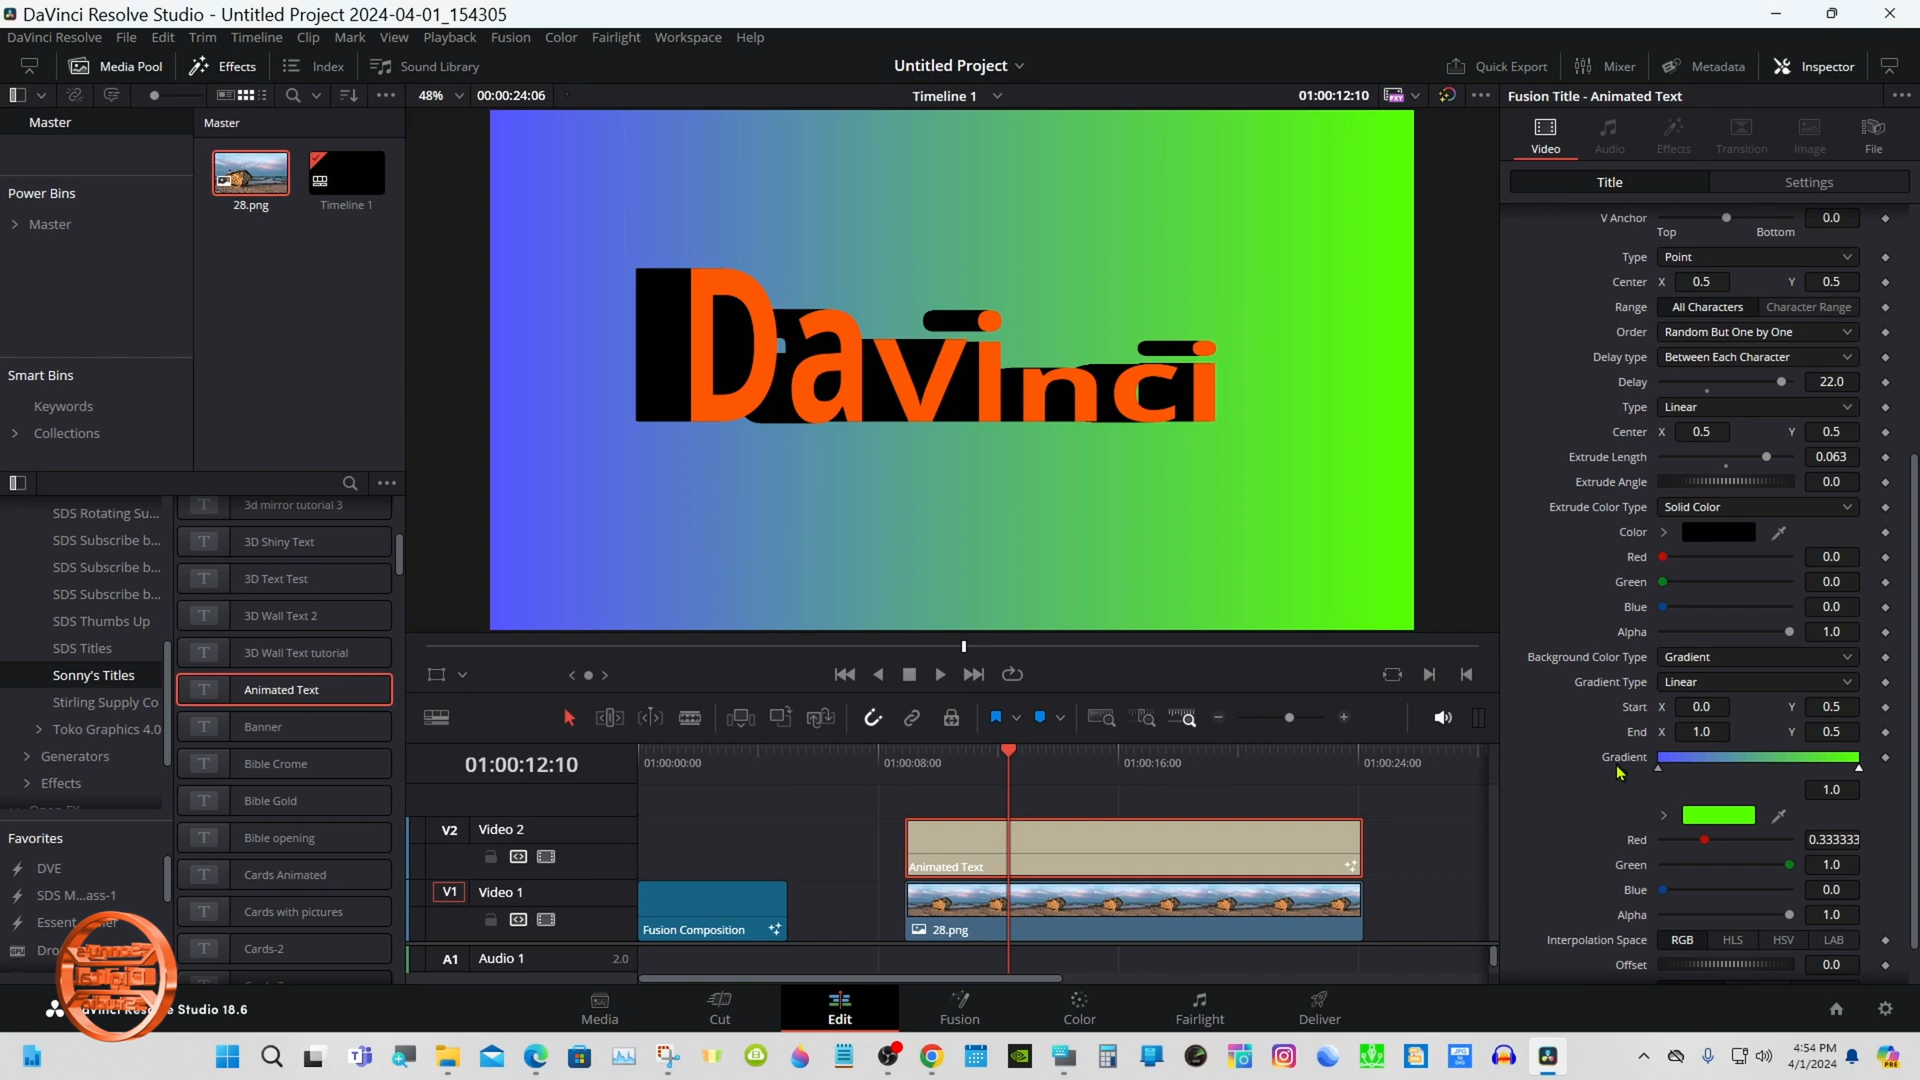 DaVinci Resolve Studio - Untitled Project 2024-04-01_154305
DaVinci Resolve File Edit Trim Timeline Clip Mark View Playback Fusion Color Fairlight Workspace Help
Media Pool Effects Index Sound Library Untitled Project Quick Export Mixer Metadata Inspector
48% 00:00:24:06 Timeline 1 01:00:12:10 Fusion Title - Animated Text
Master Master
28.png Timeline 1
Power Bins
Master
Smart Bins
Keywords
Collections
DaVinci
Video Audio Effects Transition Image File
Title Settings
V Anchor 0.0
Top Bottom
Type Point
Center X 0.5 Y 0.5
Range All Characters Character Range
Order Random But One by One
Delay type Between Each Character
Delay 22.0
Type Linear
Center X 0.5 Y 0.5
Extrude Length 0.063
Extrude Angle 0.0
Extrude Color Type Solid Color
Color
Red 0.0
Green 0.0
Blue 0.0
Alpha 1.0
Background Color Type Gradient
Gradient Type Linear
Start X 0.0 Y 0.5
End X 1.0 Y 0.5
Gradient
1.0
Red 0.333333
Green 1.0
Blue 0.0
Alpha 1.0
Interpolation Space RGB HLS HSV LAB
Offset 0.0
SDS Rotating Su...
SDS Subscribe b...
SDS Subscribe b...
SDS Subscribe b...
SDS Thumbs Up
SDS Titles
Sonny's Titles
Stirling Supply Co
Toko Graphics 4.0
Generators
Effects
3d mirror tutorial 3
3D Shiny Text
3D Text Test
3D Wall Text 2
3D Wall Text tutorial
Animated Text
Banner
Bible Crome
Bible Gold
Bible opening
Cards Animated
Cards with pictures
Cards-2
Favorites
DVE
SDS M...ass-1
01:00:12:10 01:00:00:00 01:00:08:00 01:00:16:00 01:00:24:00
V2 Video 2
Animated Text
V1 Video 1
Fusion Composition 28.png
A1 Audio 1 2.0
Studio 18.6
Media Cut Edit Fusion Color Fairlight Deliver
4:54 PM
4/1/2024